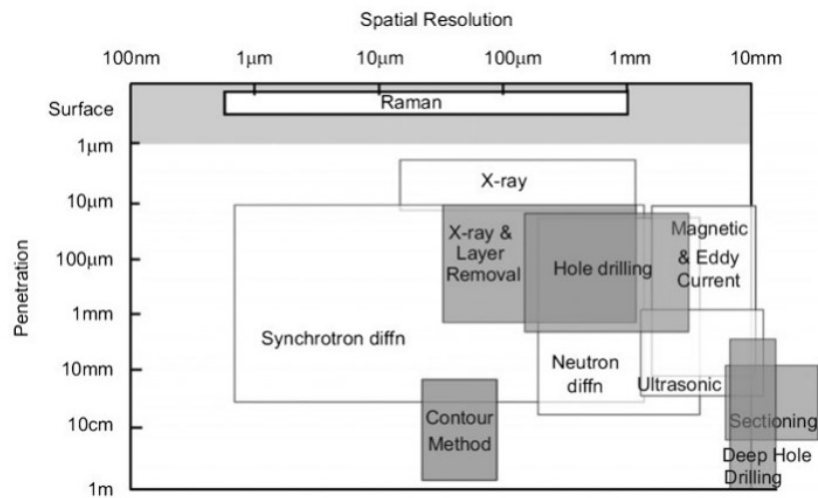 Spatial Resolution
100nm 1μm 10μm 100μm 1mm 10mm
Surface
Raman
1μm
X-ray
10μm
X-ray &
Layer
Removal
Magnetic
& Eddy
Current
Hole drilling
100μm
Penetration
1mm
Synchrotron diffn
Neutron
diffn
Ultrasonic
10mm
Contour
Method
Sectioning
10cm
Deep Hole
Drilling
1m